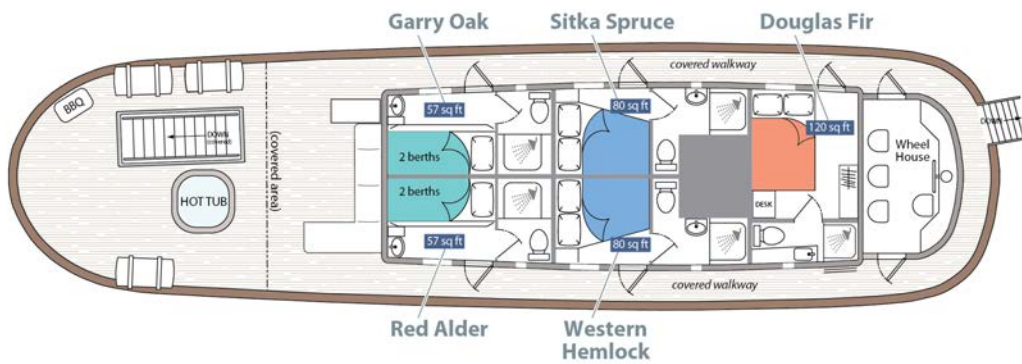 Garry Oak
Sitka Spruce
Douglas Fir
covered walkway
BBQ
57 sq ft
80 sq ft
120 sq ft
DOWN
(covered)
DOWN
(covered area)
2 berths
Wheel
House
2 berths
HOT TUB
DESK
57 sq ft
80 sq ft
covered walkway
Red Alder
Western
Hemlock